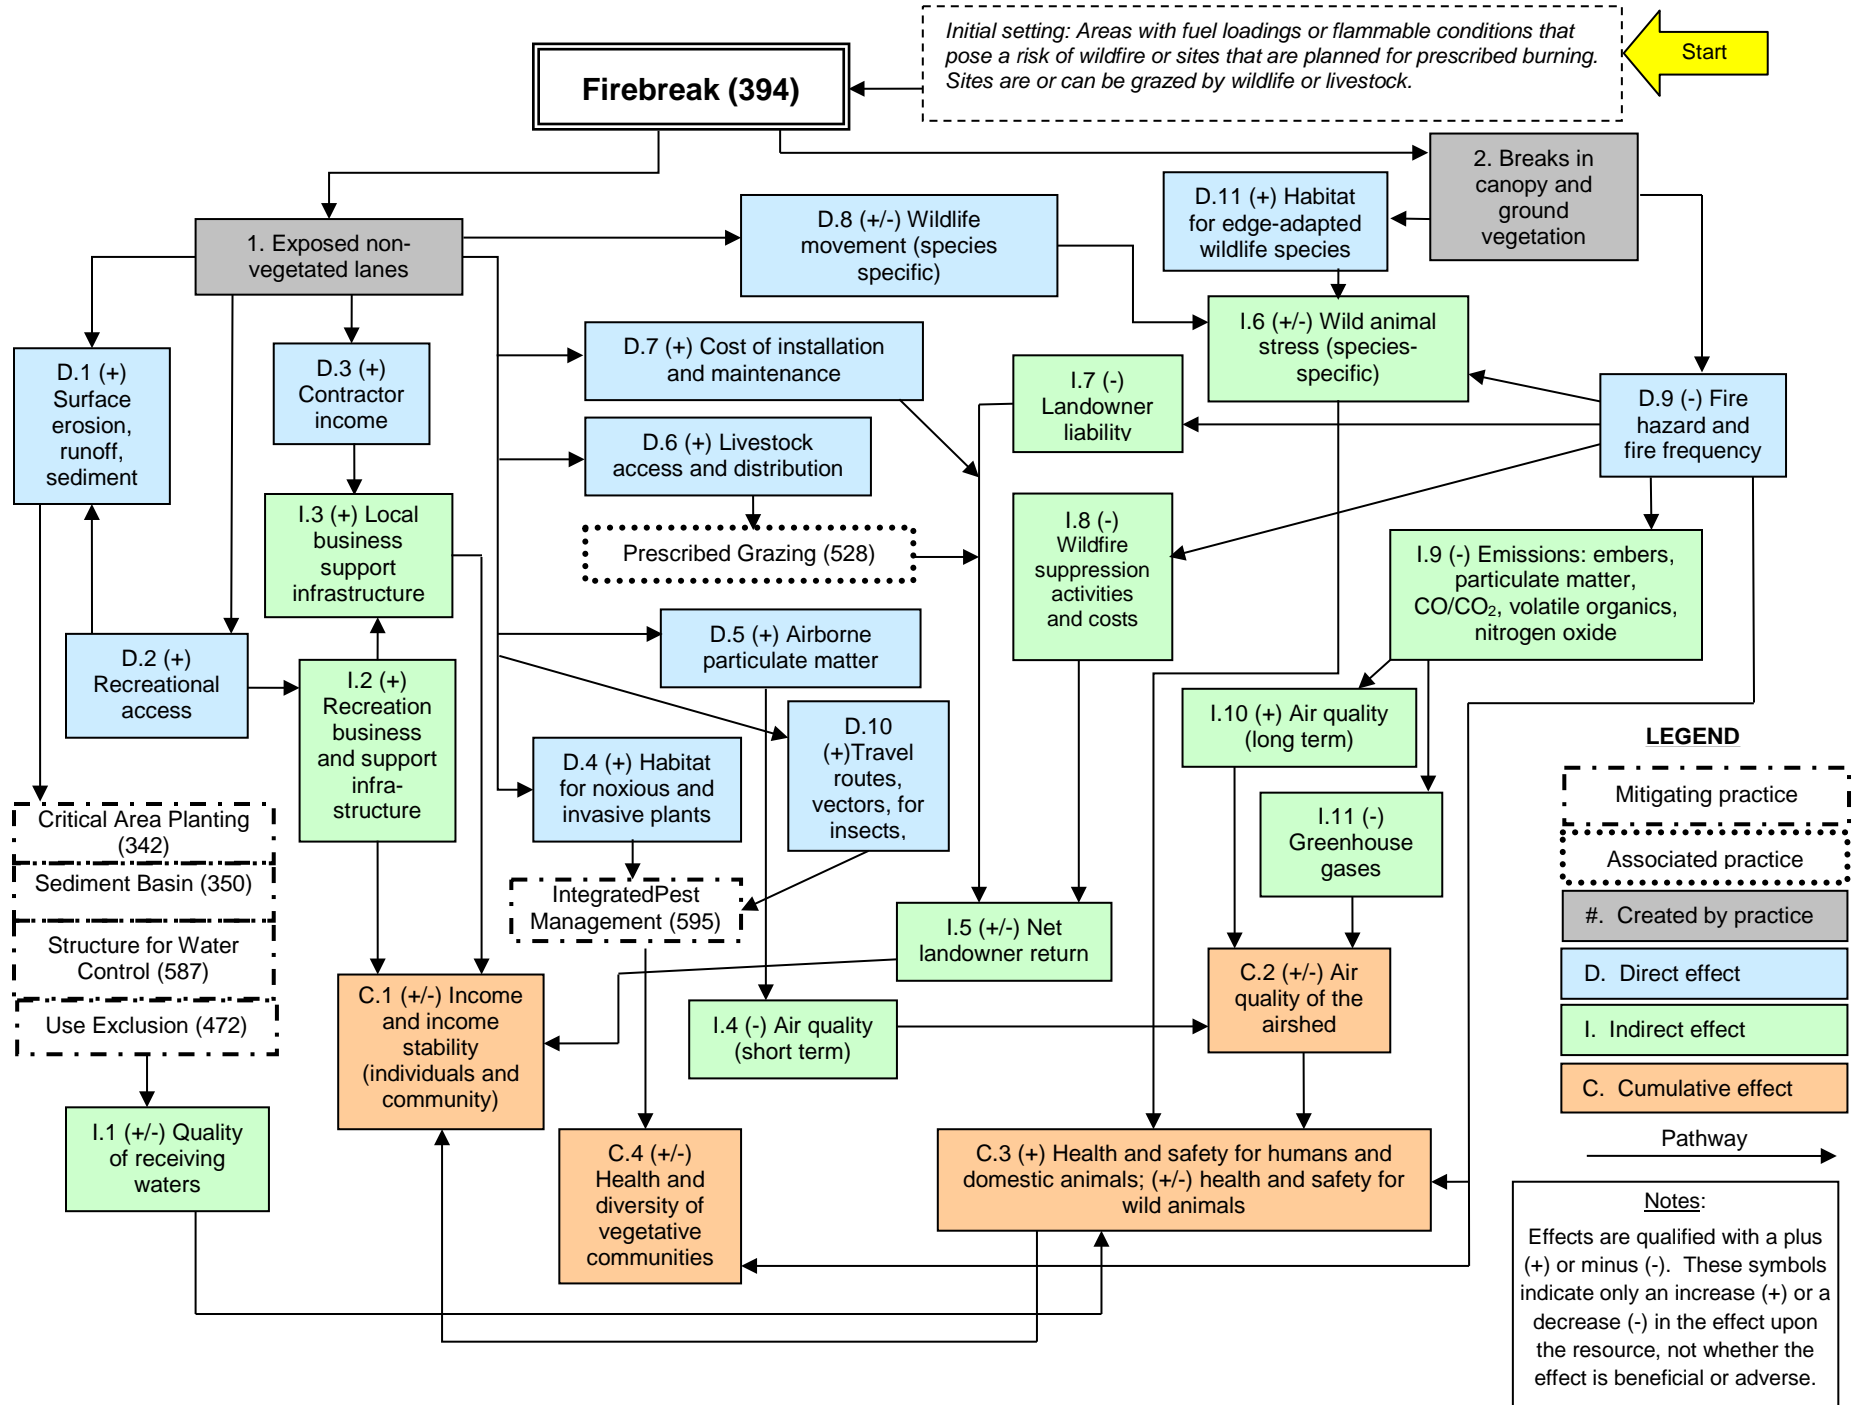 Initial setting: Areas with fuel loadings or flammable conditions that
pose a risk of wildfire or sites that are planned for prescribed burning.
Sites are or can be grazed by wildlife or livestock.
Start
Firebreak (394)
2. Breaks in
canopy and
ground
vegetation
D.11 (+) Habitat
for edge-adapted
wildlife species
D.8 (+/-) Wildlife
movement (species
specific)
1. Exposed non-
vegetated lanes
I.6 (+/-) Wild animal
stress (species-
specific)
D.7 (+) Cost of installation
and maintenance
D.1 (+)
Surface
erosion,
runoff,
sediment
D.3 (+)
Contractor
income
I.7 (-)
Landowner
liability
D.9 (-) Fire
hazard and
fire frequency
D.6 (+) Livestock
access and distribution
I.3 (+) Local
business
support
infrastructure
Prescribed Grazing (528)
I.8 (-)
Wildfire
suppression
activities
and costs
I.9 (-) Emissions: embers,
particulate matter,
CO/CO₂, volatile organics,
nitrogen oxide
D.5 (+) Airborne
particulate matter
D.2 (+)
Recreational
access
I.2 (+)
Recreation
business
and support
infra-
structure
I.10 (+) Air quality
(long term)
D.10
(+)Travel
routes,
vectors, for
insects,
D.4 (+) Habitat
for noxious and
invasive plants
I.11 (-)
Greenhouse
gases
Critical Area Planting
(342)
Sediment Basin (350)
Structure for Water
Control (587)
Use Exclusion (472)
IntegratedPest
Management (595)
I.5 (+/-) Net
landowner return
C.2 (+/-) Air
quality of the
airshed
C.1 (+/-) Income
and income
stability
(individuals and
community)
I.4 (-) Air quality
(short term)
I.1 (+/-) Quality
of receiving
waters
C.4 (+/-)
Health and
diversity of
vegetative
communities
C.3 (+) Health and safety for humans and
domestic animals; (+/-) health and safety for
wild animals
LEGEND
Mitigating practice
Associated practice
#. Created by practice
D. Direct effect
I. Indirect effect
C. Cumulative effect
Pathway
Notes:
Effects are qualified with a plus
(+) or minus (-). These symbols
indicate only an increase (+) or a
decrease (-) in the effect upon
the resource, not whether the
effect is beneficial or adverse.